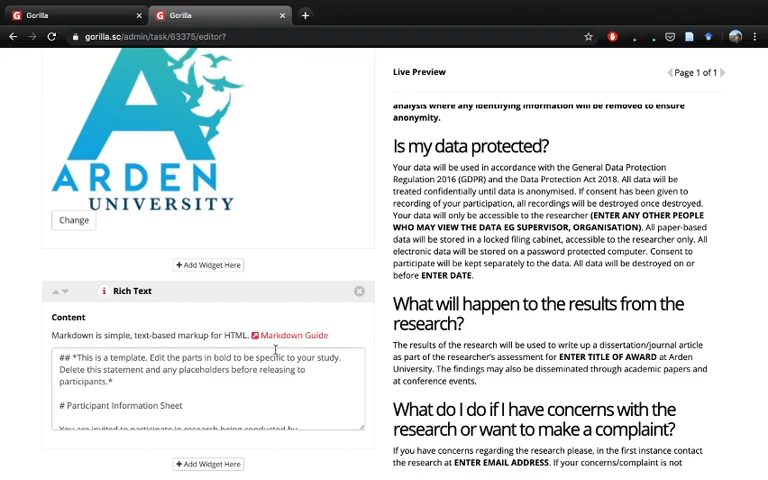 Gorilla
Gorilla
gorilla.sc/admin/task/63375/editor?
ARDEN
UNIVERSITY
Change
+ Add Widget Here
Rich Text
Content
Markdown is simple, text-based markup for HTML. Markdown Guide
## *This is a template. Edit the parts in bold to be specific to your study.
Delete this statement and any placeholders before releasing to
participants.*
# Participant Information Sheet
You are invited to participate in research being conducted by
+ Add Widget Here
Live Preview
Page 1 of 1
analysis where any identifying information will be removed to ensure
anonymity.
Is my data protected?
Your data will be used in accordance with the General Data Protection
Regulation 2016 (GDPR) and the Data Protection Act 2018. All data will be
treated confidentially until data is anonymised. If consent has been given to
recording of your participation, all recordings will be destroyed once destroyed.
Your data will only be accessible to the researcher (ENTER ANY OTHER PEOPLE
WHO MAY VIEW THE DATA EG SUPERVISOR, ORGANISATION). All paper-based
data will be stored in a locked filing cabinet, accessible to the researcher only. All
electronic data will be stored on a password protected computer. Consent to
participate will be kept separately to the data. All data will be destroyed on or
before ENTER DATE.
What will happen to the results from the
research?
The results of the research will be used to write up a dissertation/journal article
as part of the researcher's assessment for ENTER TITLE OF AWARD at Arden
University. The findings may also be disseminated through academic papers and
at conference events.
What do I do if I have concerns with the
research or want to make a complaint?
If you have concerns regarding the research please, in the first instance contact
the research at ENTER EMAIL ADDRESS. If your concerns/complaint is not